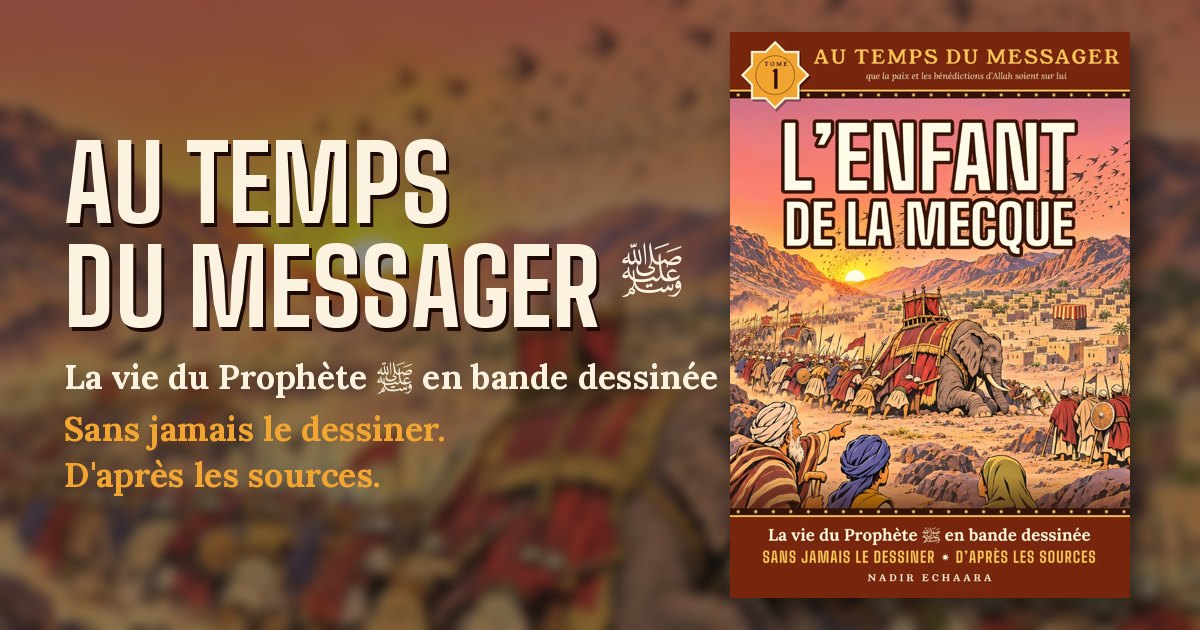 AU TEMPS
DU MESSAGER ﷺ
La vie du Prophète ﷺ en bande dessinée
Sans jamais le dessiner.
D'après les sources.
TOME
1
AU TEMPS DU MESSAGER
que la paix et les bénédictions d'Allah soient sur lui
L'ENFANT
DE LA MECQUE
La vie du Prophète ﷺ en bande dessinée
SANS JAMAIS LE DESSINER ★ D'APRÈS LES SOURCES
NADIR ECHAARA